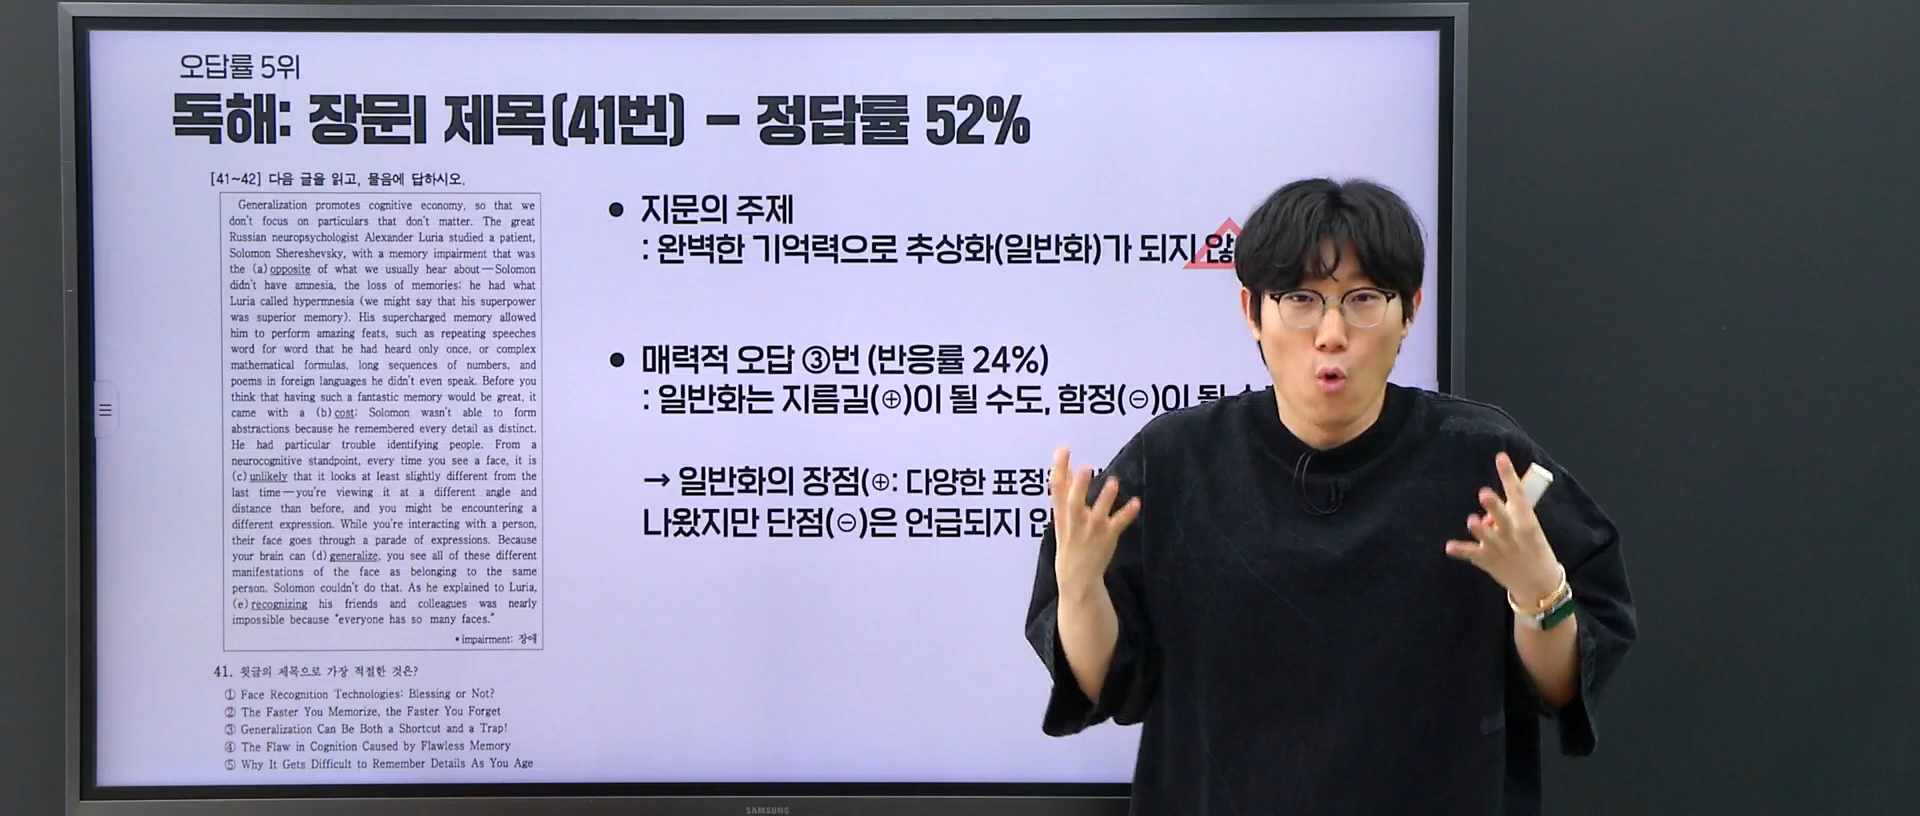 오답률 5위
독해: 장문Ⅰ 제목(41번) – 정답률 52%
[41~42] 다음 글을 읽고, 물음에 답하시오.
Generalization promotes cognitive economy, so that we
don't focus on particulars that don't matter. The great
Russian neuropsychologist Alexander Luria studied a patient,
Solomon Shereshevsky, with a memory impairment that was
the (a) opposite of what we usually hear about — Solomon
didn't have amnesia, the loss of memories; he had what
Luria called hypermnesia (we might say that his superpower
was superior memory). His supercharged memory allowed
him to perform amazing feats, such as repeating speeches
word for word that he had heard only once, or complex
mathematical formulas, long sequences of numbers, and
poems in foreign languages he didn't even speak. Before you
think that having such a fantastic memory would be great, it
came with a (b) cost: Solomon wasn't able to form
abstractions because he remembered every detail as distinct.
He had particular trouble identifying people. From a
neurocognitive standpoint, every time you see a face, it is
(c) unlikely that it looks at least slightly different from the
last time — you're viewing it at a different angle and
distance than before, and you might be encountering a
different expression. While you're interacting with a person,
their face goes through a parade of expressions. Because
your brain can (d) generalize, you see all of these different
manifestations of the face as belonging to the same
person. Solomon couldn't do that. As he explained to Luria,
(e) recognizing his friends and colleagues was nearly
impossible because "everyone has so many faces."
* impairment: 장애
41. 윗글의 제목으로 가장 적절한 것은?
① Face Recognition Technologies: Blessing or Not?
② The Faster You Memorize, the Faster You Forget
③ Generalization Can Be Both a Shortcut and a Trap!
④ The Flaw in Cognition Caused by Flawless Memory
⑤ Why It Gets Difficult to Remember Details As You Age
● 지문의 주제
: 완벽한 기억력으로 추상화(일반화)가 되지
● 매력적 오답 ③번 (반응률 24%)
: 일반화는 지름길(⊕)이 될 수도, 함정(⊖)이 될
→ 일반화의 장점(⊕: 다양한
나왔지만 단점(⊖)은 언급되지
SAMSUNG